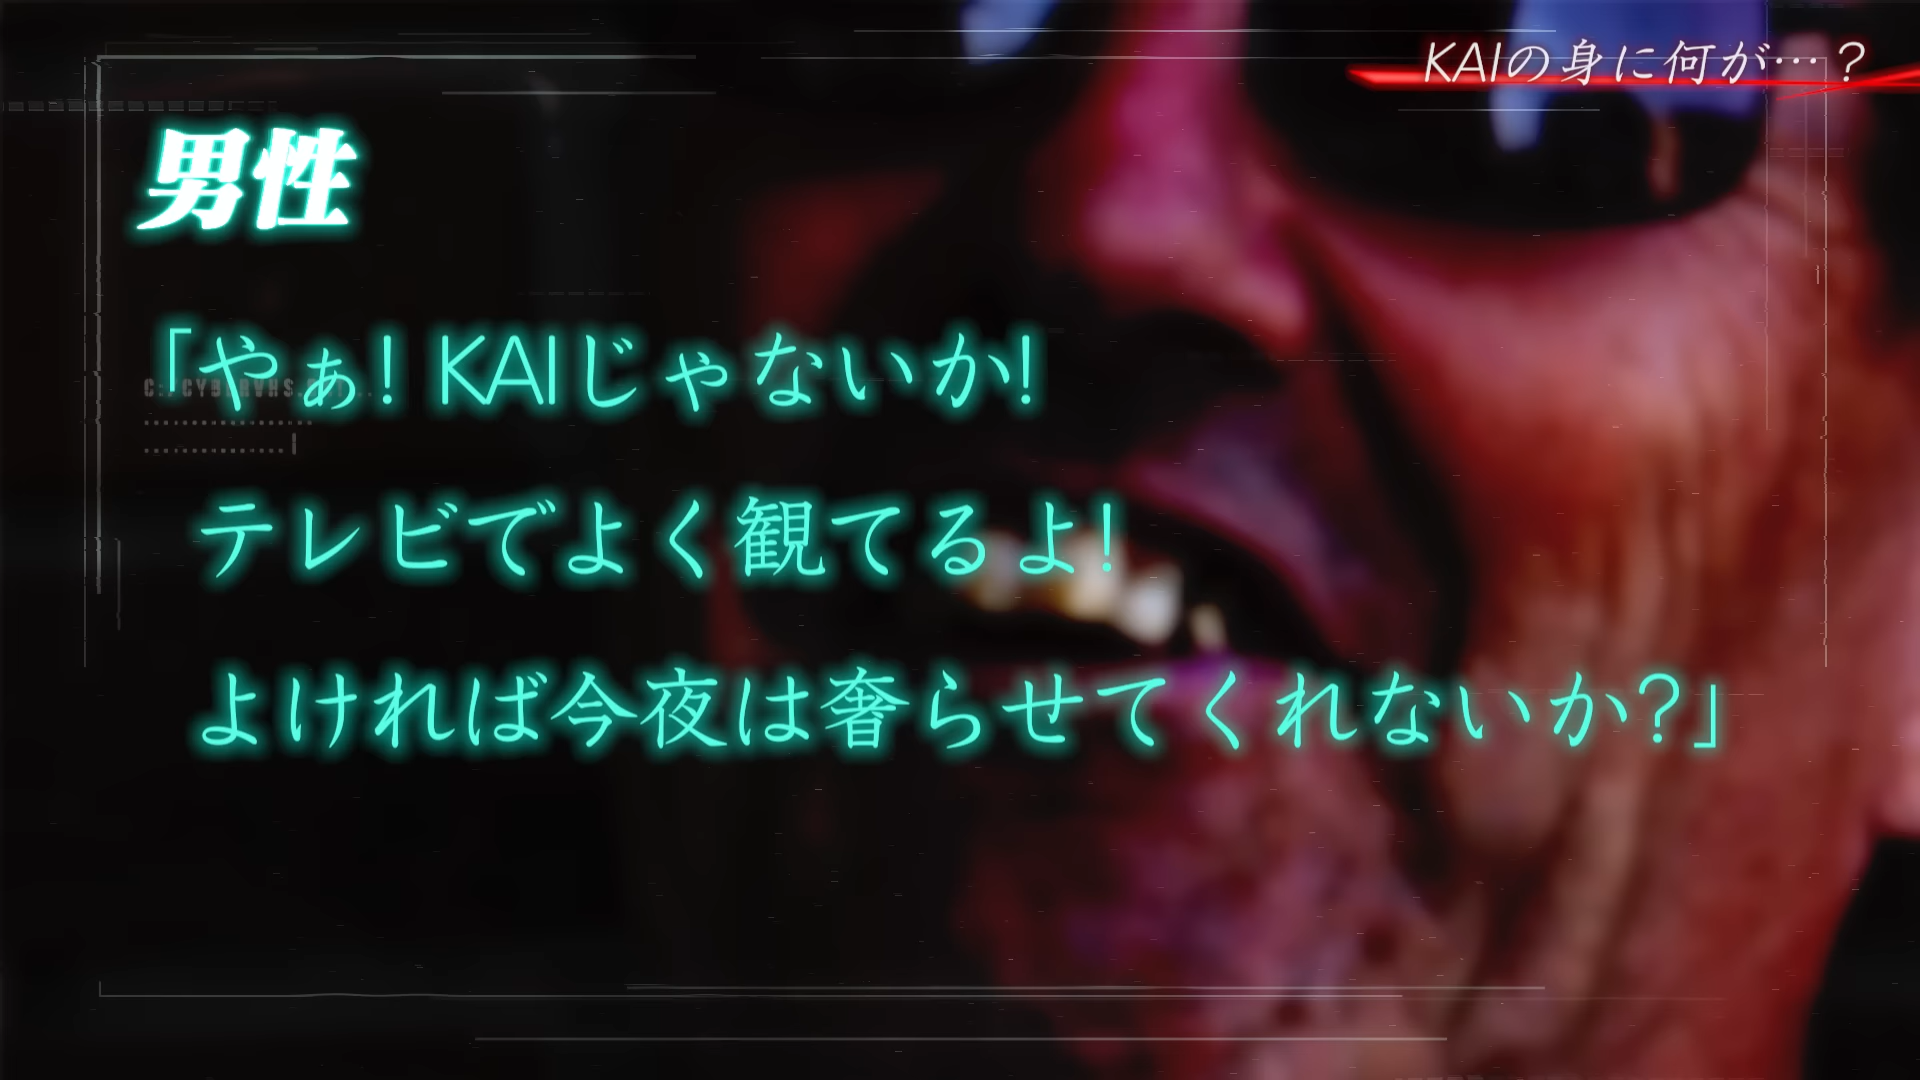 KAIの身に何が…？
男性
「やぁ! KAIじゃないか!
テレビでよく観てるよ!
よければ今夜は奢らせてくれないか?」